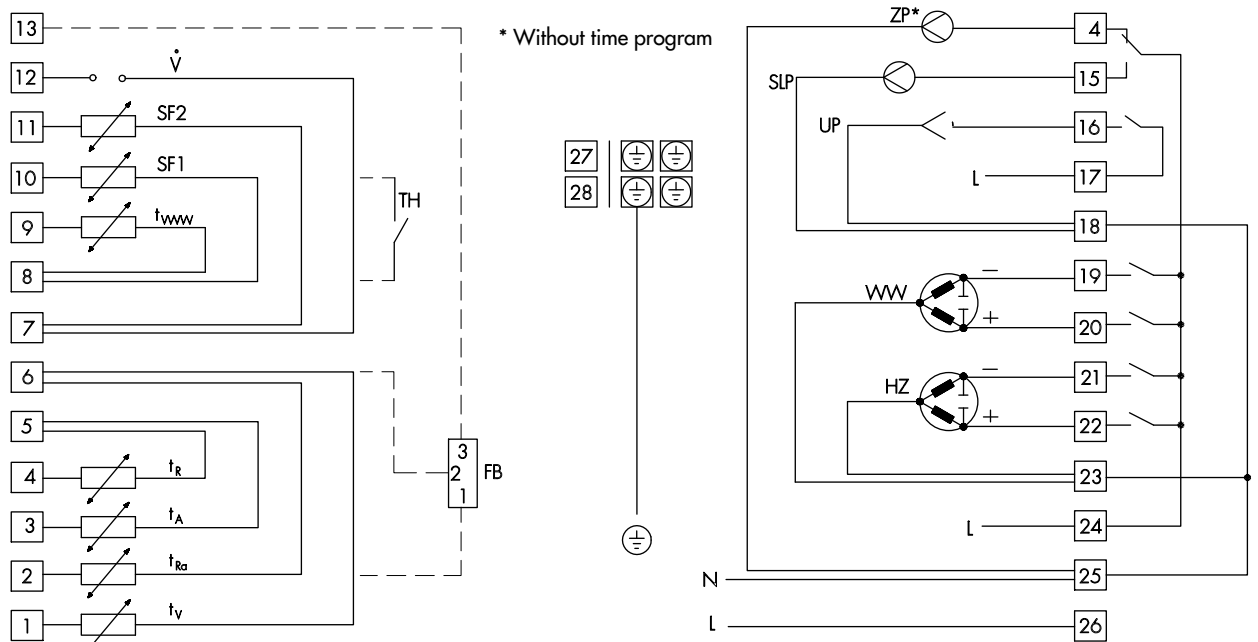 13
12
V̇
11
SF2
10
SF1
9
tWW
8
7
6
5
4
tR
3
tA
2
tRa
1
tV
TH
3
2
1
FB
* Without time program
27
28
ZP*
4
SLP
15
UP
16
L
17
18
WW
−
19
+
20
HZ
−
21
+
22
23
L
24
N
25
L
26